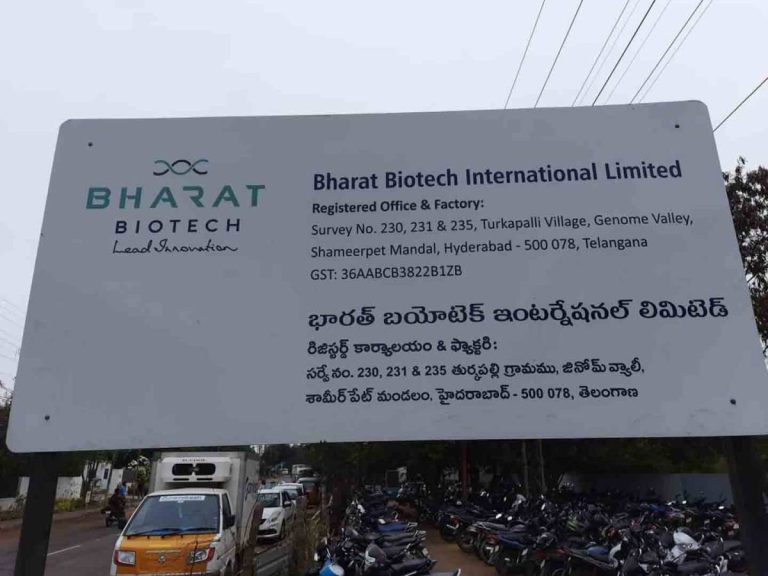 BHARAT
BIOTECH
Lead Innovation
Bharat Biotech International Limited
Registered Office & Factory:
Survey No. 230, 231 & 235, Turkapalli Village, Genome Valley,
Shameerpet Mandal, Hyderabad - 500 078, Telangana
GST: 36AABCB3822B1ZB
భారత్ బయోటెక్ ఇంటర్నేషనల్ లిమిటెడ్
రిజిస్టర్డ్ కార్యాలయం & ఫ్యాక్టరి:
సర్వే నం. 230, 231 & 235 తుర్కపల్లి గ్రామము, జినోమ్ వ్యాలీ,
శామీర్‌పేట్ మండలం, హైదరాబాద్ - 500 078, తెలంగాణ